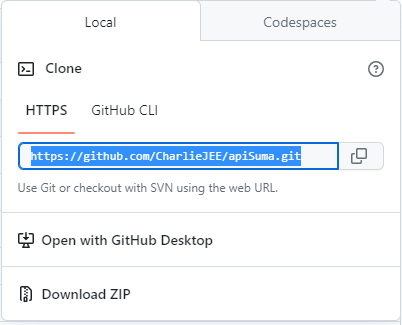 Local
Codespaces
Clone
HTTPS
GitHub CLI
https://github.com/CharlieJEE/apiSuma.git
Use Git or checkout with SVN using the web URL.
Open with GitHub Desktop
Download ZIP